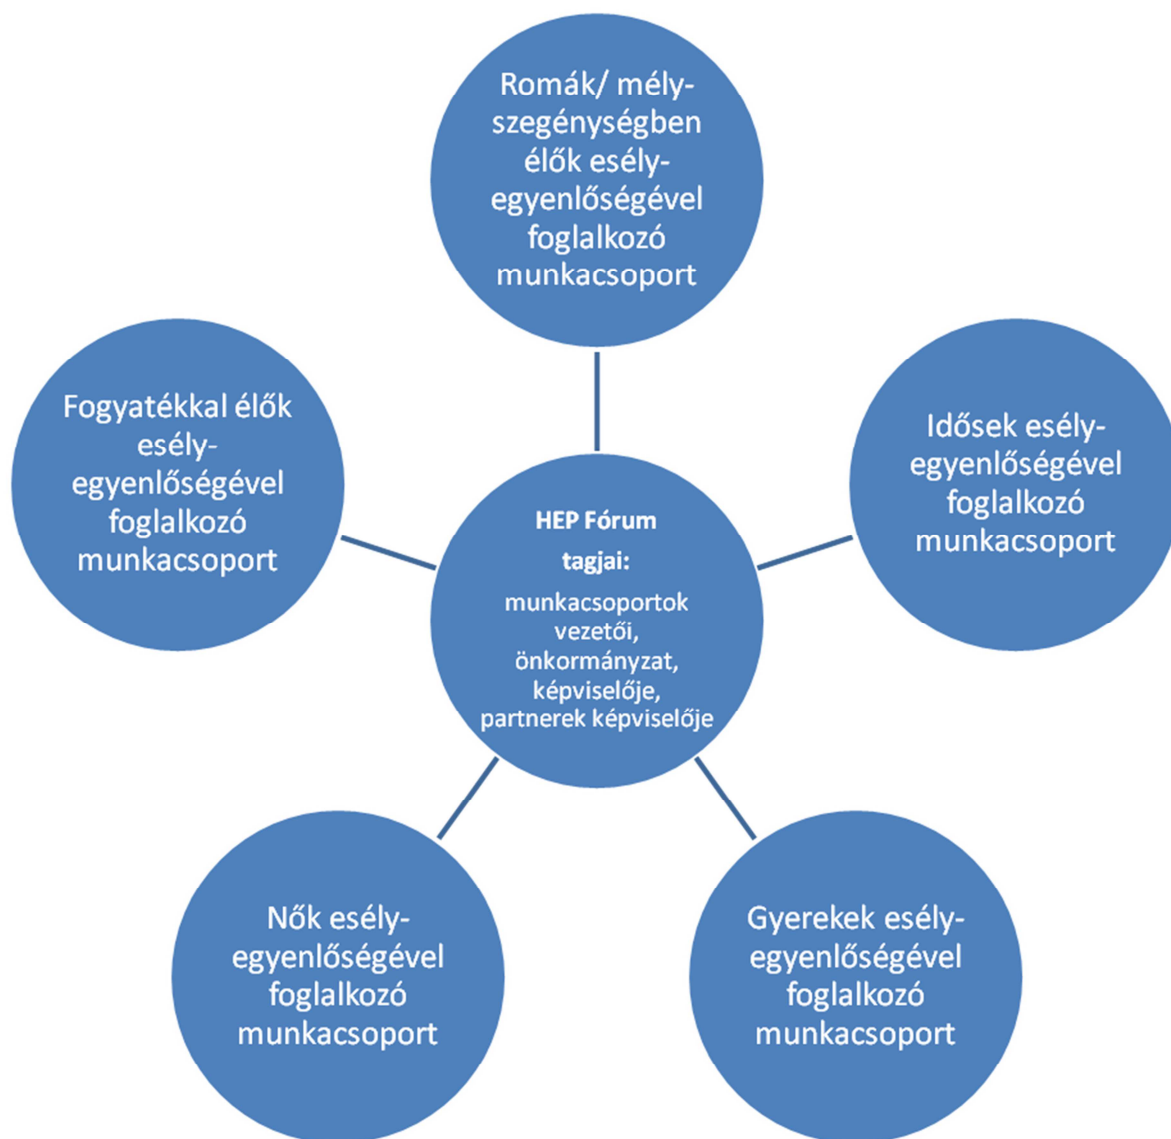 Romák/ mély-
szegénységben
élők esély-
egyenlőségével
foglalkozó
munkacsoport
Fogyatékkal élők
esély-
egyenlőségével
foglalkozó
munkacsoport
Idősek esély-
egyenlőségével
foglalkozó
munkacsoport
HEP Fórum
tagjai:
munkacsoportok
vezetői,
önkormányzat,
képviselője,
partnerek képviselője
Nők esély-
egyenlőségével
foglalkozó
munkacsoport
Gyerekek esély-
egyenlőségével
foglalkozó
munkacsoport